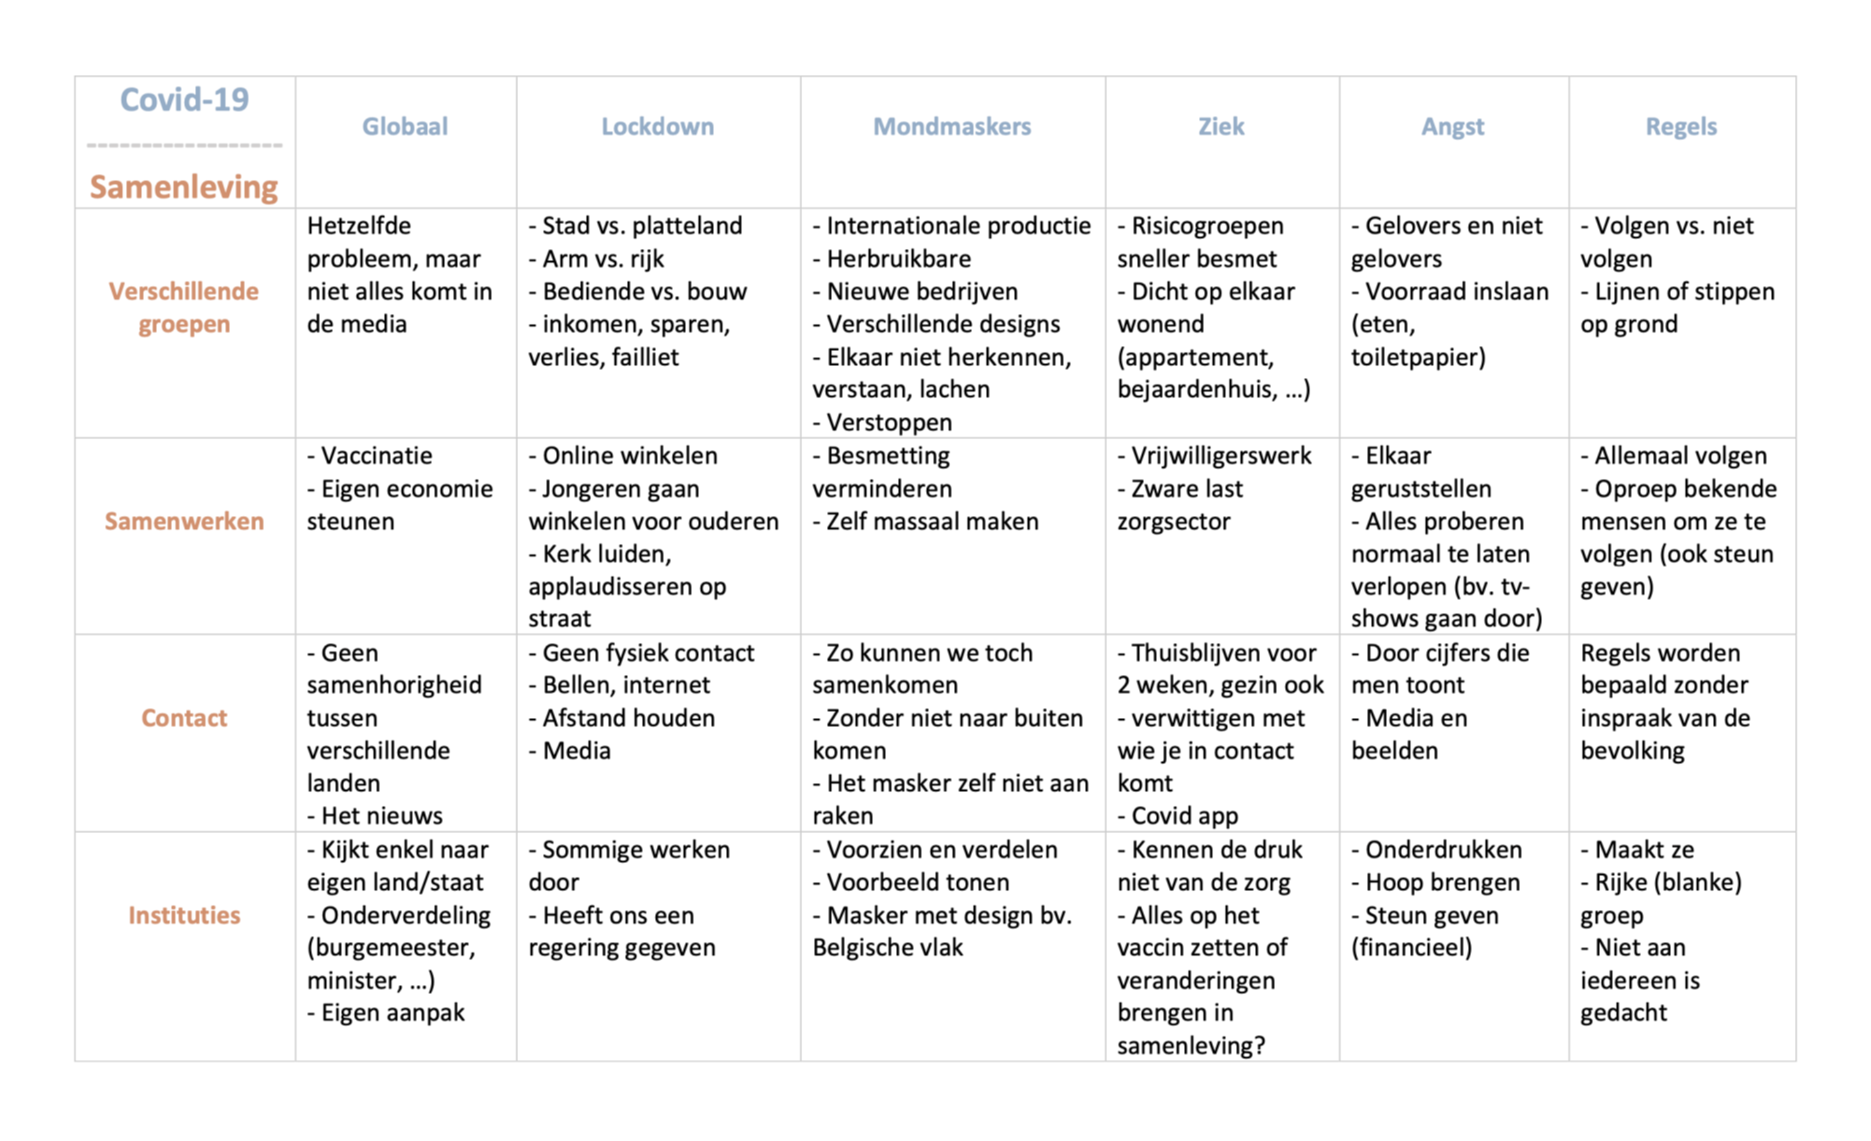 Covid-19
------------------
Samenleving
Globaal
Lockdown
Mondmaskers
Ziek
Angst
Regels
Verschillende
groepen
Hetzelfde
probleem, maar
niet alles komt in
de media
- Stad vs. platteland
- Arm vs. rijk
- Bediende vs. bouw
- inkomen, sparen,
verlies, failliet
- Internationale productie
- Herbruikbare
- Nieuwe bedrijven
- Verschillende designs
- Elkaar niet herkennen,
verstaan, lachen
- Verstoppen
- Risicogroepen
sneller besmet
- Dicht op elkaar
wonend
(appartement,
bejaardenhuis, ...)
- Gelovers en niet
gelovers
- Voorraad inslaan
(eten,
toiletpapier)
- Volgen vs. niet
volgen
- Lijnen of stippen
op grond
Samenwerken
- Vaccinatie
- Eigen economie
steunen
- Online winkelen
- Jongeren gaan
winkelen voor ouderen
- Kerk luiden,
applaudisseren op
straat
- Besmetting
verminderen
- Zelf massaal maken
- Vrijwilligerswerk
- Zware last
zorgsector
- Elkaar
geruststellen
- Alles proberen
normaal te laten
verlopen (bv. tv-
shows gaan door)
- Allemaal volgen
- Oproep bekende
mensen om ze te
volgen (ook steun
geven)
Contact
- Geen
samenhorigheid
tussen
verschillende
landen
- Het nieuws
- Geen fysiek contact
- Bellen, internet
- Afstand houden
- Media
- Zo kunnen we toch
samenkomen
- Zonder niet naar buiten
komen
- Het masker zelf niet aan
raken
- Thuisblijven voor
2 weken, gezin ook
- verwittigen met
wie je in contact
komt
- Covid app
- Door cijfers die
men toont
- Media en
beelden
Regels worden
bepaald zonder
inspraak van de
bevolking
Instituties
- Kijkt enkel naar
eigen land/staat
- Onderverdeling
(burgemeester,
minister, ...)
- Eigen aanpak
- Sommige werken
door
- Heeft ons een
regering gegeven
- Voorzien en verdelen
- Voorbeeld tonen
- Masker met design bv.
Belgische vlak
- Kennen de druk
niet van de zorg
- Alles op het
vaccin zetten of
veranderingen
brengen in
samenleving?
- Onderdrukken
- Hoop brengen
- Steun geven
(financieel)
- Maakt ze
- Rijke (blanke)
groep
- Niet aan
iedereen is
gedacht